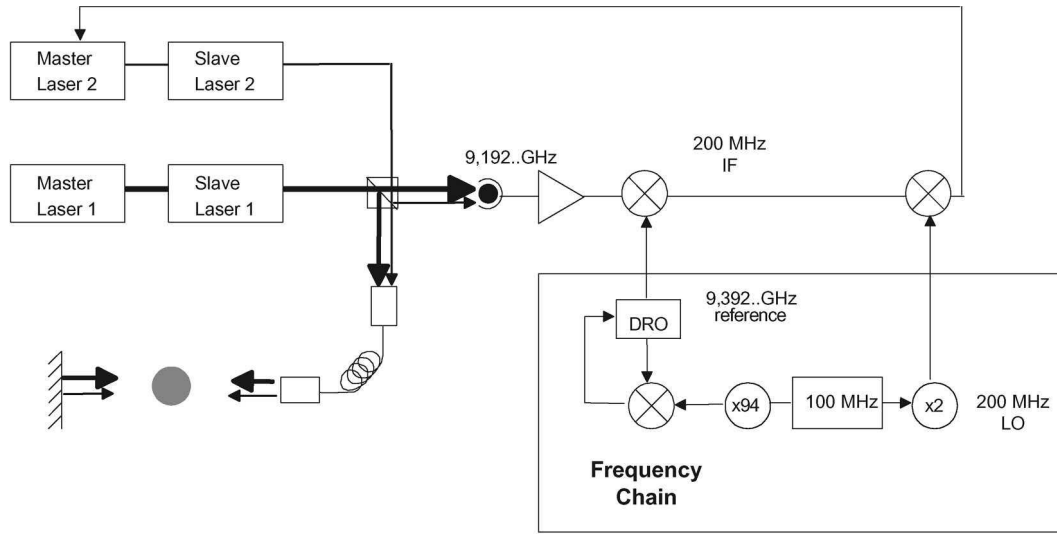 Master
Laser 2
Slave
Laser 2
Master
Laser 1
Slave
Laser 1
9,192..GHz
200 MHz
IF
DRO
9,392..GHz
reference
x94
100 MHz
x2
200 MHz
LO
Frequency
Chain